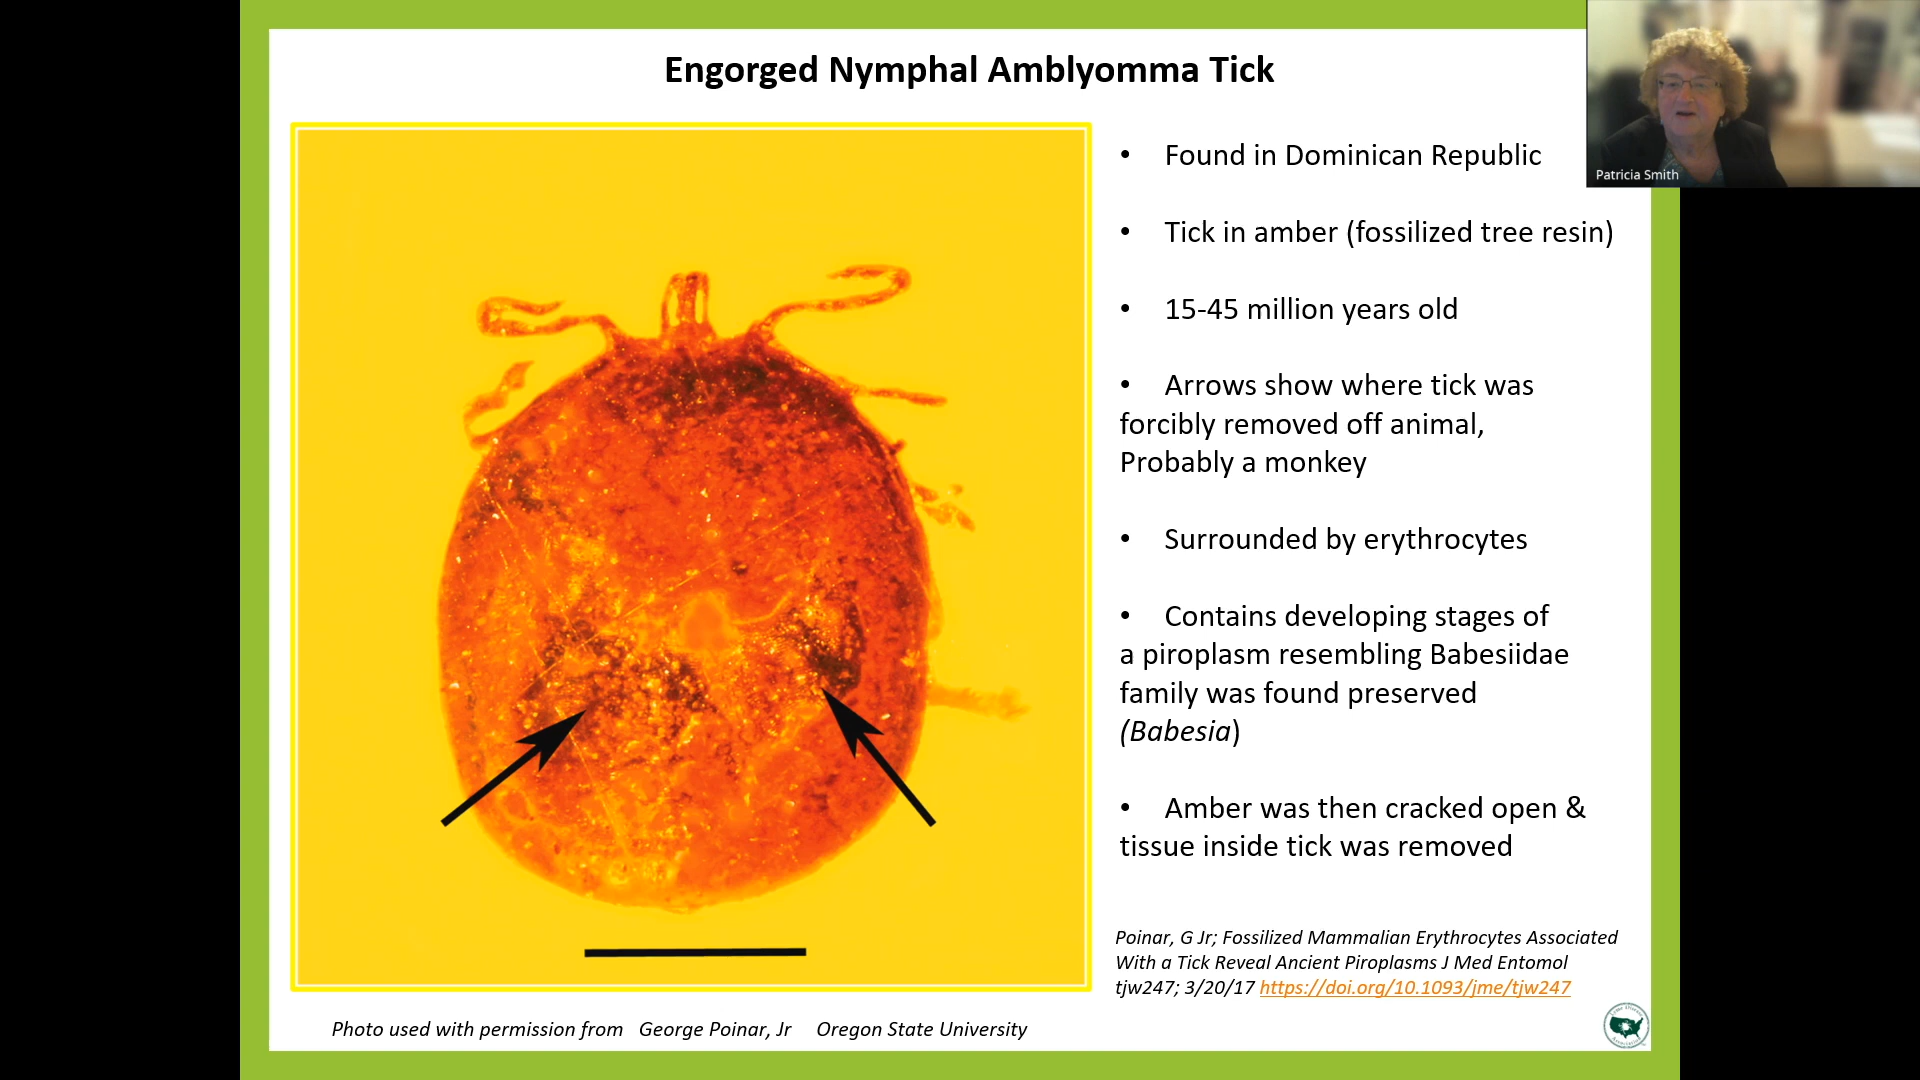 Engorged Nymphal Amblyomma Tick
Patricia Smith
• Found in Dominican Republic
• Tick in amber (fossilized tree resin)
• 15-45 million years old
• Arrows show where tick was
forcibly removed off animal,
Probably a monkey
• Surrounded by erythrocytes
• Contains developing stages of
a piroplasm resembling Babesiidae
family was found preserved
(Babesia)
• Amber was then cracked open &
tissue inside tick was removed
Poinar, G Jr; Fossilized Mammalian Erythrocytes Associated
With a Tick Reveal Ancient Piroplasms J Med Entomol
tjw247; 3/20/17 https://doi.org/10.1093/jme/tjw247
Photo used with permission from George Poinar, Jr Oregon State University